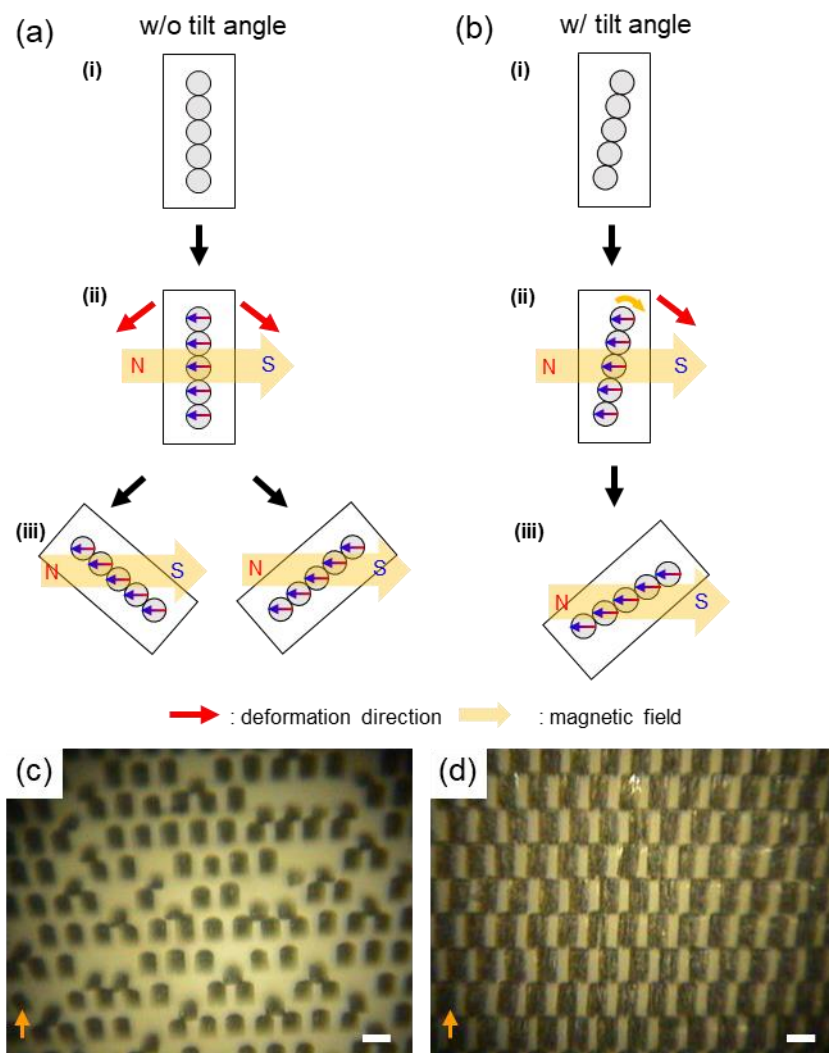 (a)
w/o tilt angle
(b)
w/ tilt angle
(i)
(i)
(ii)
(ii)
N
S
N
S
(iii)
(iii)
N
S
N
S
N
S
: deformation direction
: magnetic field
(c)
(d)